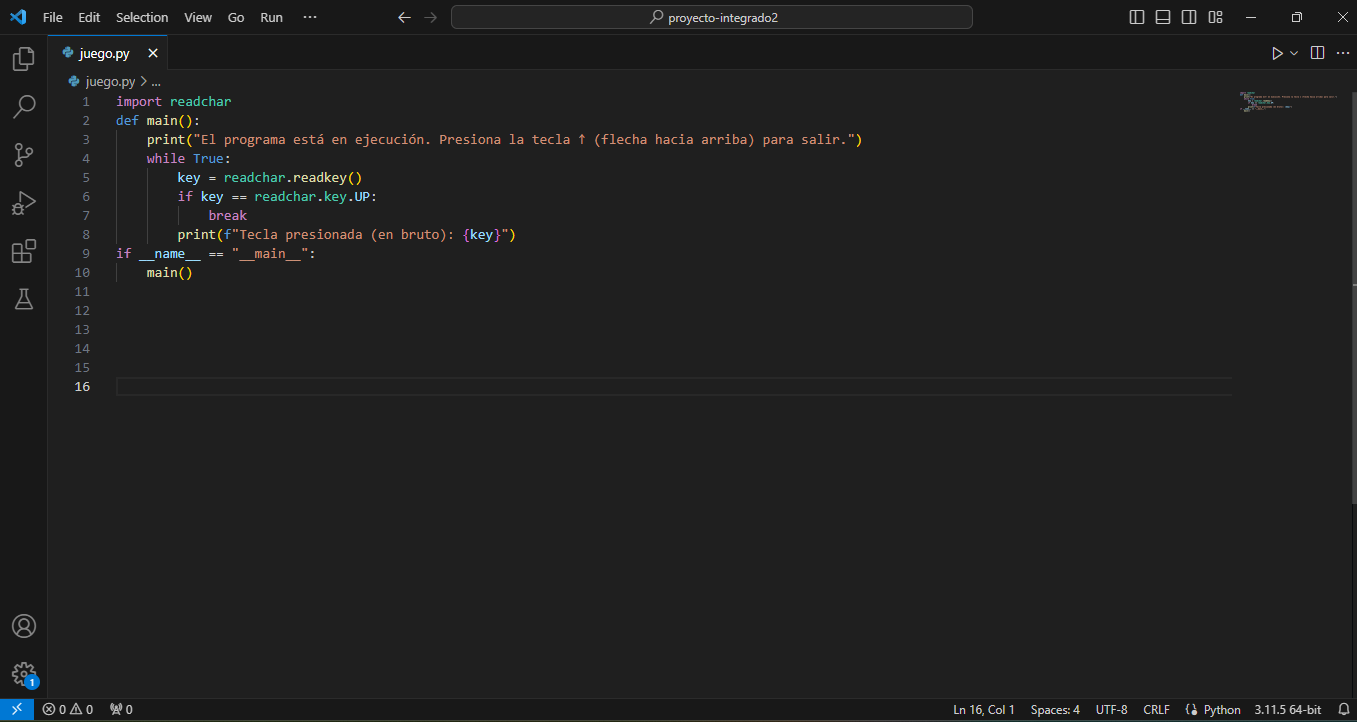 File Edit Selection View Go Run ··· proyecto-integrado2
juego.py
juego.py > ...
1 import readchar
2 def main():
3     print("El programa está en ejecución. Presiona la tecla ↑ (flecha hacia arriba) para salir.")
4     while True:
5         key = readchar.readkey()
6         if key == readchar.key.UP:
7             break
8         print(f"Tecla presionada (en bruto): {key}")
9 if __name__ == "__main__":
10     main()
11
12
13
14
15
16
1
0 0 0 Ln 16, Col 1 Spaces: 4 UTF-8 CRLF Python 3.11.5 64-bit